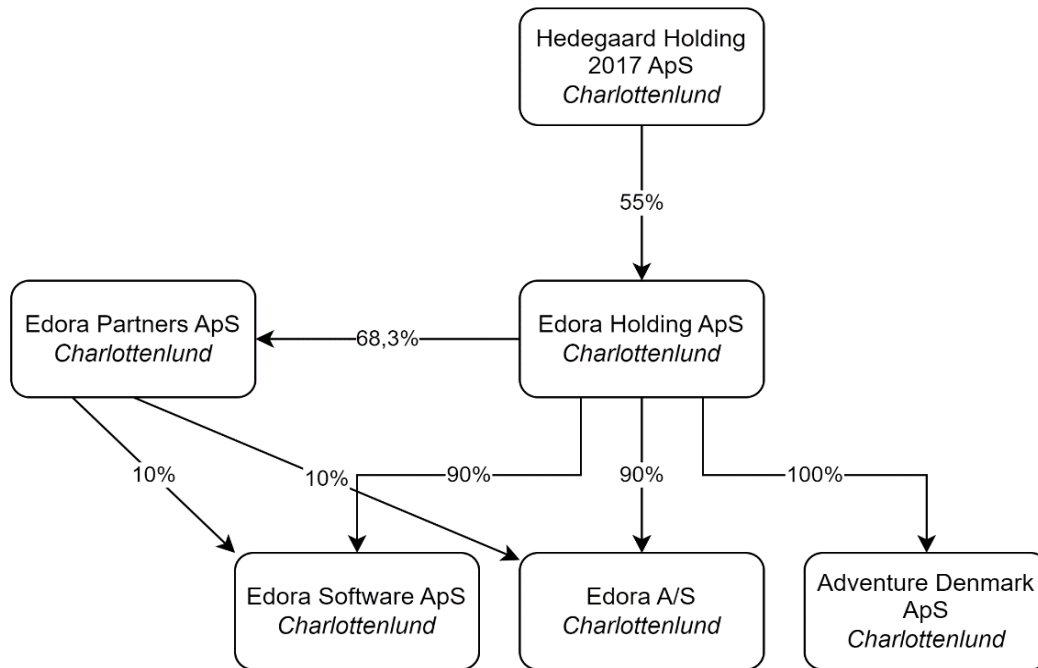 Hedegaard Holding
2017 ApS
Charlottenlund
55%
Edora Partners ApS
Charlottenlund
68,3%
Edora Holding ApS
Charlottenlund
10%
10%
90%
90%
100%
Edora Software ApS
Charlottenlund
Edora A/S
Charlottenlund
Adventure Denmark
ApS
Charlottenlund